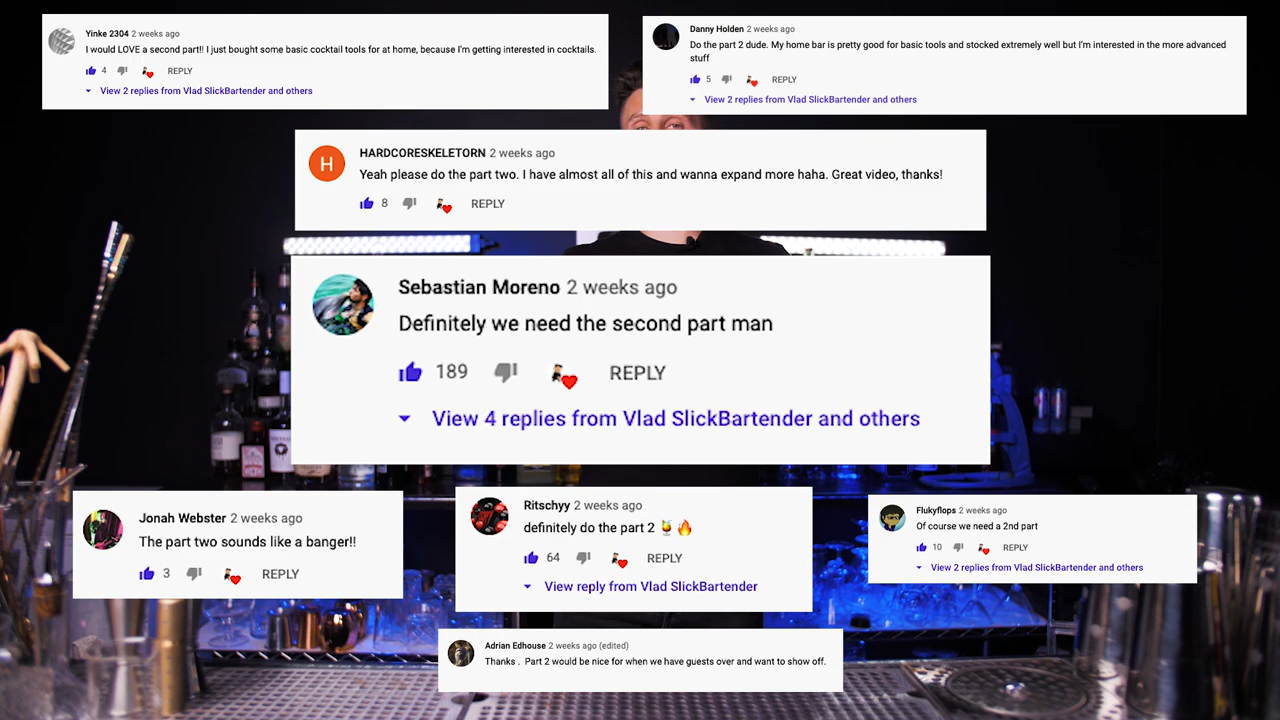 Yinke 2304 2 weeks ago
I would LOVE a second part!! I just bought some basic cocktail tools for at home, because I'm getting interested in cocktails.
4 REPLY
View 2 replies from Vlad SlickBartender and others
Danny Holden 2 weeks ago
Do the part 2 dude. My home bar is pretty good for basic tools and stocked extremely well but I'm interested in the more advanced
stuff
5 REPLY
View 2 replies from Vlad SlickBartender and others
H
HARDCORESKELETORN 2 weeks ago
Yeah please do the part two. I have almost all of this and wanna expand more haha. Great video, thanks!
8 REPLY
Sebastian Moreno 2 weeks ago
Definitely we need the second part man
189 REPLY
View 4 replies from Vlad SlickBartender and others
Jonah Webster 2 weeks ago
The part two sounds like a banger!!
3 REPLY
Ritschyy 2 weeks ago
definitely do the part 2 🍹🔥
64 REPLY
View reply from Vlad SlickBartender
Flukyflops 2 weeks ago
Of course we need a 2nd part
10 REPLY
View 2 replies from Vlad SlickBartender and others
Adrian Edhouse 2 weeks ago (edited)
Thanks . Part 2 would be nice for when we have guests over and want to show off.